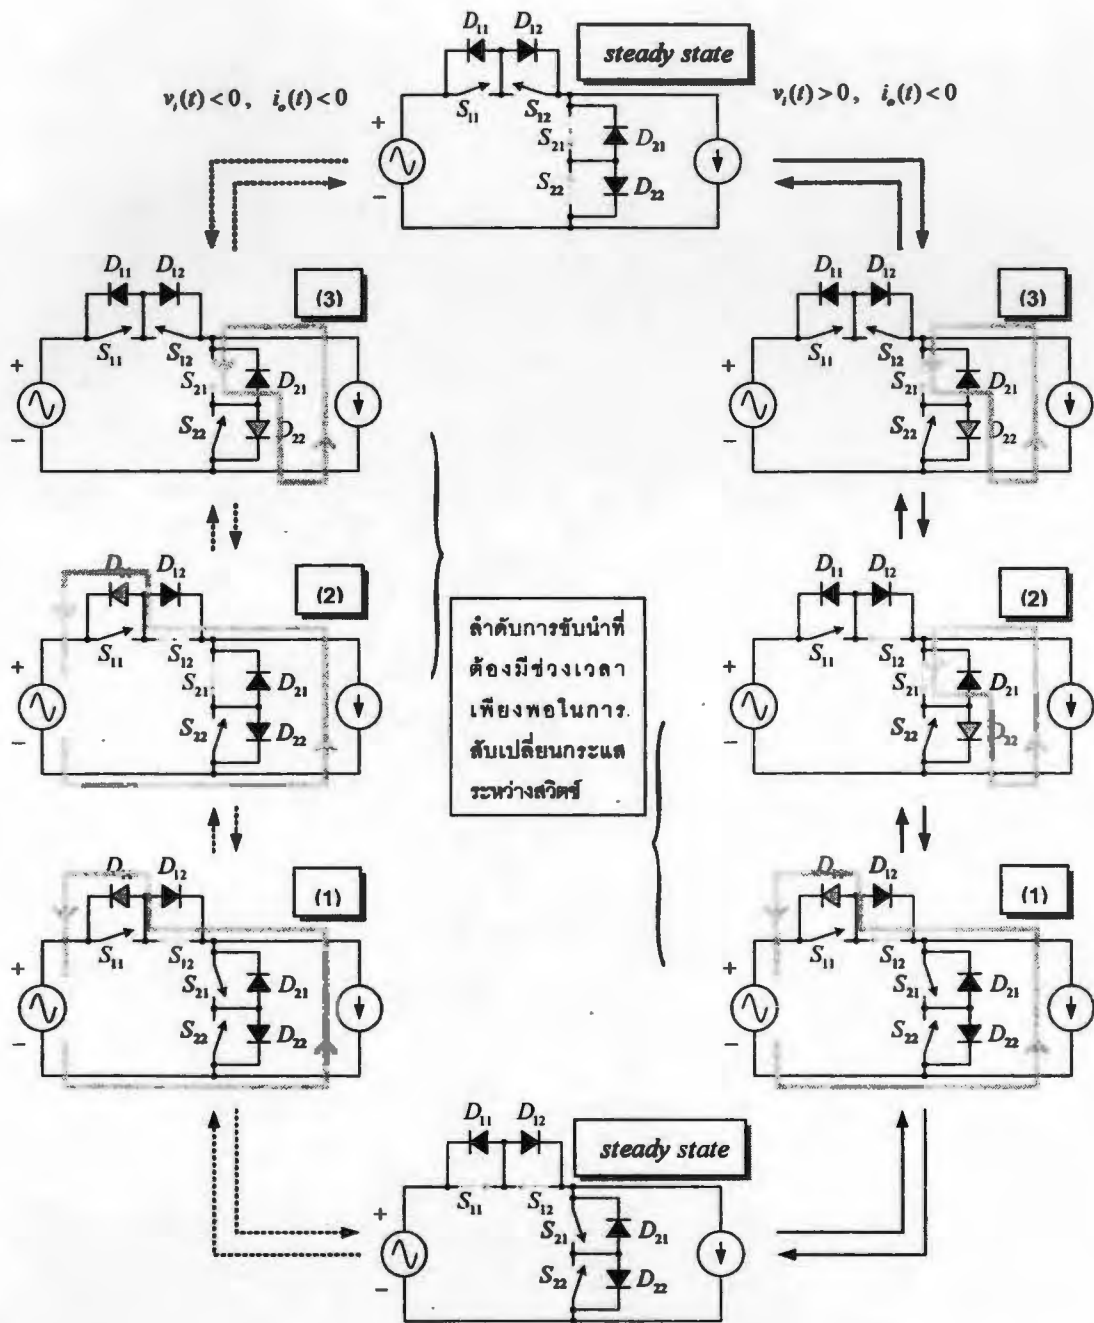 D₁₁ D₁₂
steady state
vᵢ(t)<0, iₒ(t)<0
vᵢ(t)>0, iₒ(t)<0
S₁₁ S₁₂
+
S₂₁ D₂₁
S₂₂ D₂₂
−
D₁₁ D₁₂
(3)
+
S₁₁ S₁₂
S₂₁ D₂₁
S₂₂ D₂₂
−
D₁₁ D₁₂
(3)
+
S₁₁ S₁₂
S₂₁ D₂₁
S₂₂ D₂₂
−
D₁₂
(2)
+
S₁₁ S₁₂
S₂₁ D₂₁
S₂₂ D₂₂
−
ลำดับการขับนำที่
ต้องมีช่วงเวลา
เพียงพอในการ
สับเปลี่ยนกระแส
ระหว่างสวิตช์
D₁₁ D₁₂
(2)
+
S₁₁ S₁₂
S₂₁ D₂₁
S₂₂ D₂₂
−
D₁₂
(1)
+
S₁₁ S₁₂
S₂₁ D₂₁
S₂₂ D₂₂
−
D₁₂
(1)
+
S₁₁ S₁₂
S₂₁ D₂₁
S₂₂ D₂₂
−
D₁₁ D₁₂
steady state
+
S₁₁ S₁₂
S₂₁ D₂₁
S₂₂ D₂₂
−